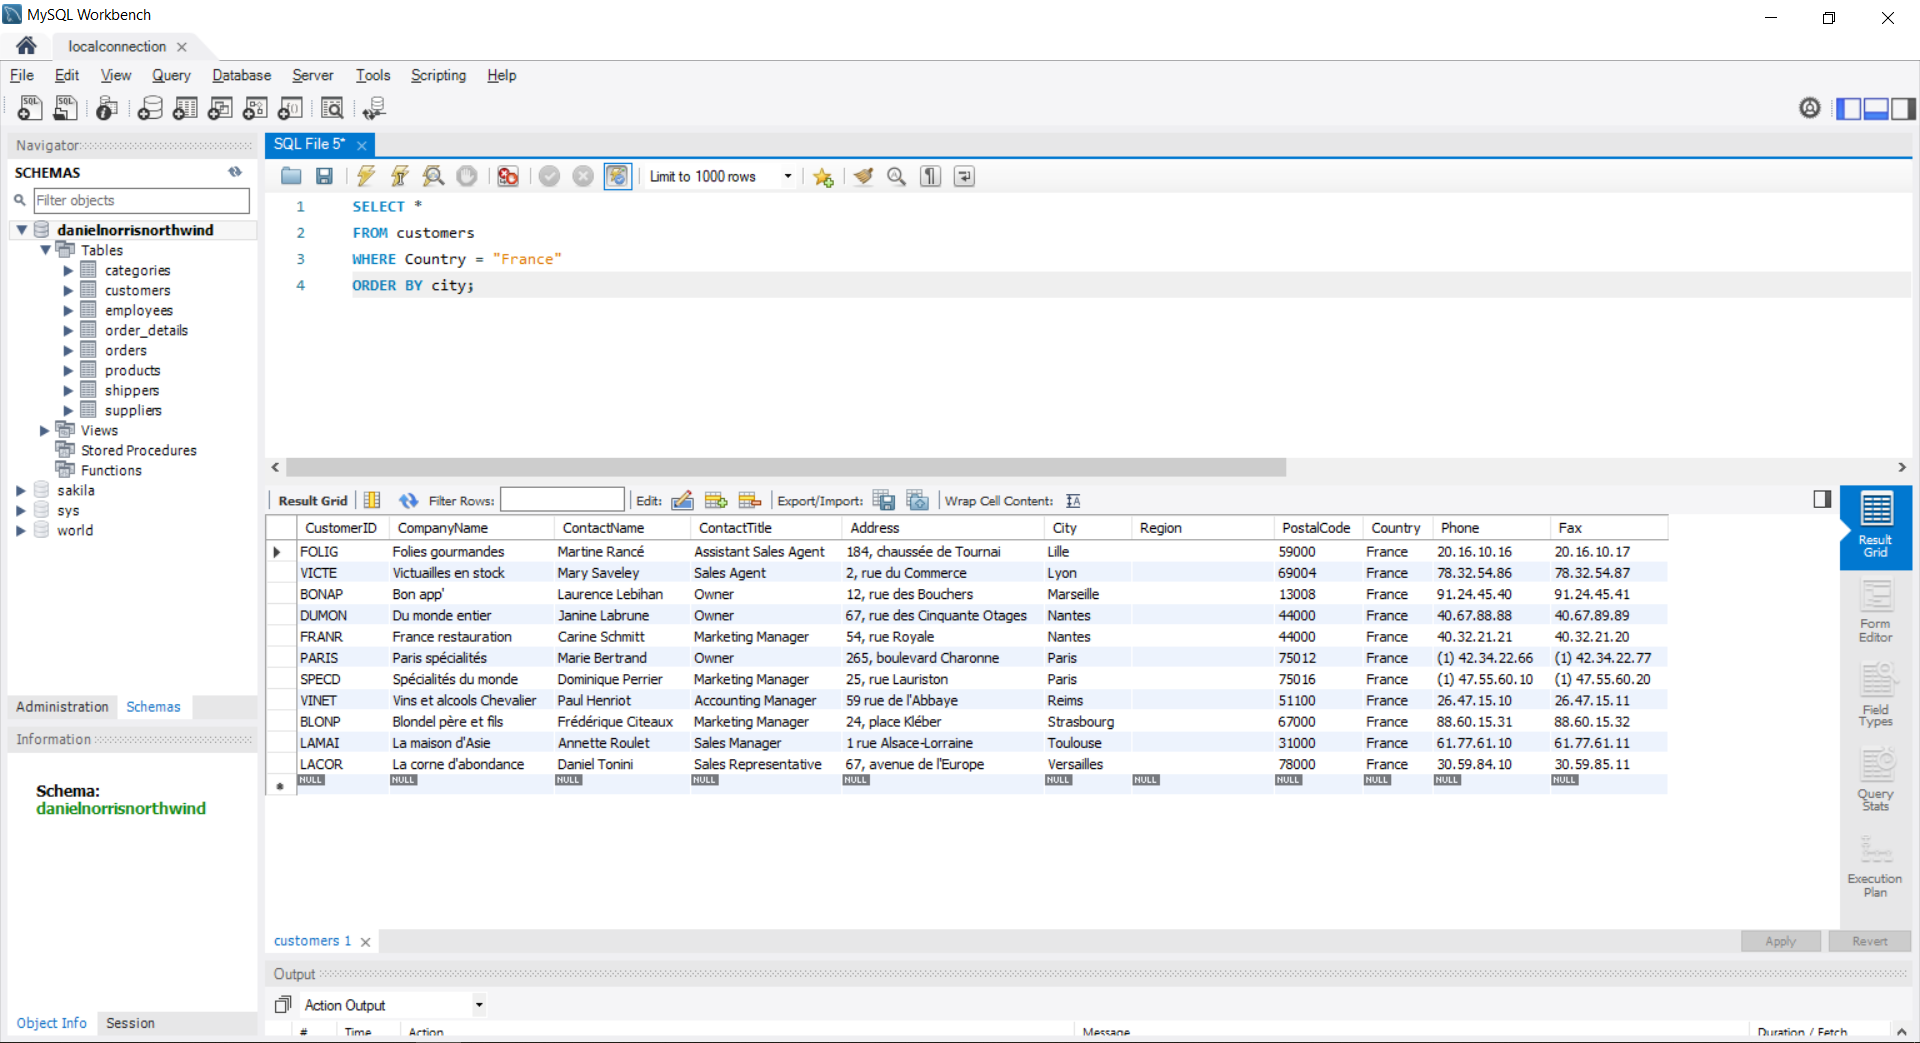 MySQL Workbench
localconnection
File Edit View Query Database Server Tools Scripting Help
Navigator
SCHEMAS
Filter objects
danielnorrisnorthwind
Tables
categories
customers
employees
order_details
orders
products
shippers
suppliers
Views
Stored Procedures
Functions
sakila
sys
world
Administration Schemas
Information
Schema:
danielnorrisnorthwind
Object Info Session
SQL File 5*
Limit to 1000 rows
1 SELECT *
2 FROM customers
3 WHERE Country = "France"
4 ORDER BY city;
Result Grid Filter Rows: Edit: Export/Import: Wrap Cell Content:
CustomerID CompanyName ContactName ContactTitle Address City Region PostalCode Country Phone Fax
FOLIG Folies gourmandes Martine Rancé Assistant Sales Agent 184, chaussée de Tournai Lille 59000 France 20.16.10.16 20.16.10.17
VICTE Victuailles en stock Mary Saveley Sales Agent 2, rue du Commerce Lyon 69004 France 78.32.54.86 78.32.54.87
BONAP Bon app' Laurence Lebihan Owner 12, rue des Bouchers Marseille 13008 France 91.24.45.40 91.24.45.41
DUMON Du monde entier Janine Labrune Owner 67, rue des Cinquante Otages Nantes 44000 France 40.67.88.88 40.67.89.89
FRANR France restauration Carine Schmitt Marketing Manager 54, rue Royale Nantes 44000 France 40.32.21.21 40.32.21.20
PARIS Paris spécialités Marie Bertrand Owner 265, boulevard Charonne Paris 75012 France (1) 42.34.22.66 (1) 42.34.22.77
SPECD Spécialités du monde Dominique Perrier Marketing Manager 25, rue Lauriston Paris 75016 France (1) 47.55.60.10 (1) 47.55.60.20
VINET Vins et alcools Chevalier Paul Henriot Accounting Manager 59 rue de l'Abbaye Reims 51100 France 26.47.15.10 26.47.15.11
BLONP Blondel père et fils Frédérique Citeaux Marketing Manager 24, place Kléber Strasbourg 67000 France 88.60.15.31 88.60.15.32
LAMAI La maison d'Asie Annette Roulet Sales Manager 1 rue Alsace-Lorraine Toulouse 31000 France 61.77.61.10 61.77.61.11
LACOR La corne d'abondance Daniel Tonini Sales Representative 67, avenue de l'Europe Versailles 78000 France 30.59.84.10 30.59.85.11
NULL NULL NULL NULL NULL NULL NULL NULL NULL NULL NULL
Result
Grid
Form
Editor
Field
Types
Query
Stats
Execution
Plan
customers 1
Apply Revert
Output
Action Output
# Time Action Message Duration / Fetch